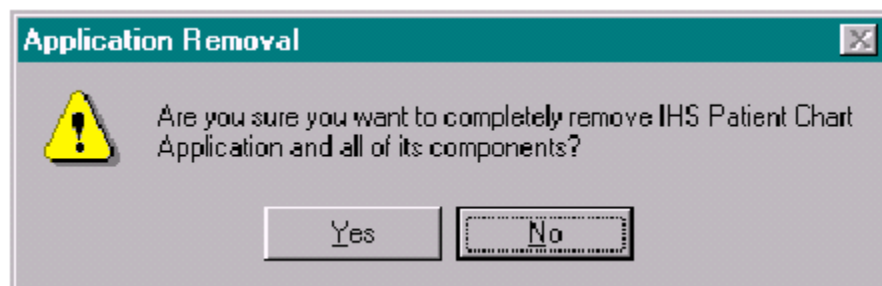 Application Removal
Are you sure you want to completely remove IHS Patient Chart
Application and all of its components?
Yes No